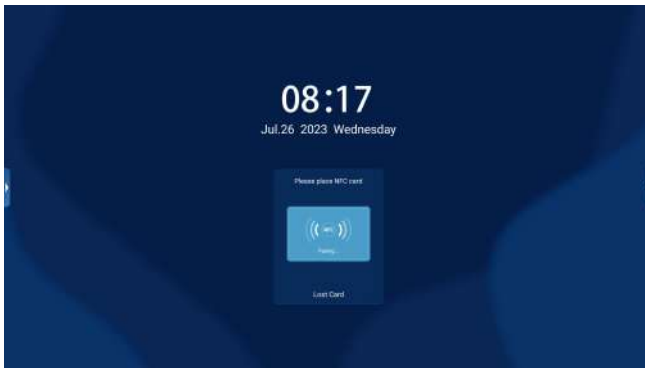 08:17
Jul.26 2023 Wednesday
Please place NFC card
NFC
Pairing...
Lost Card